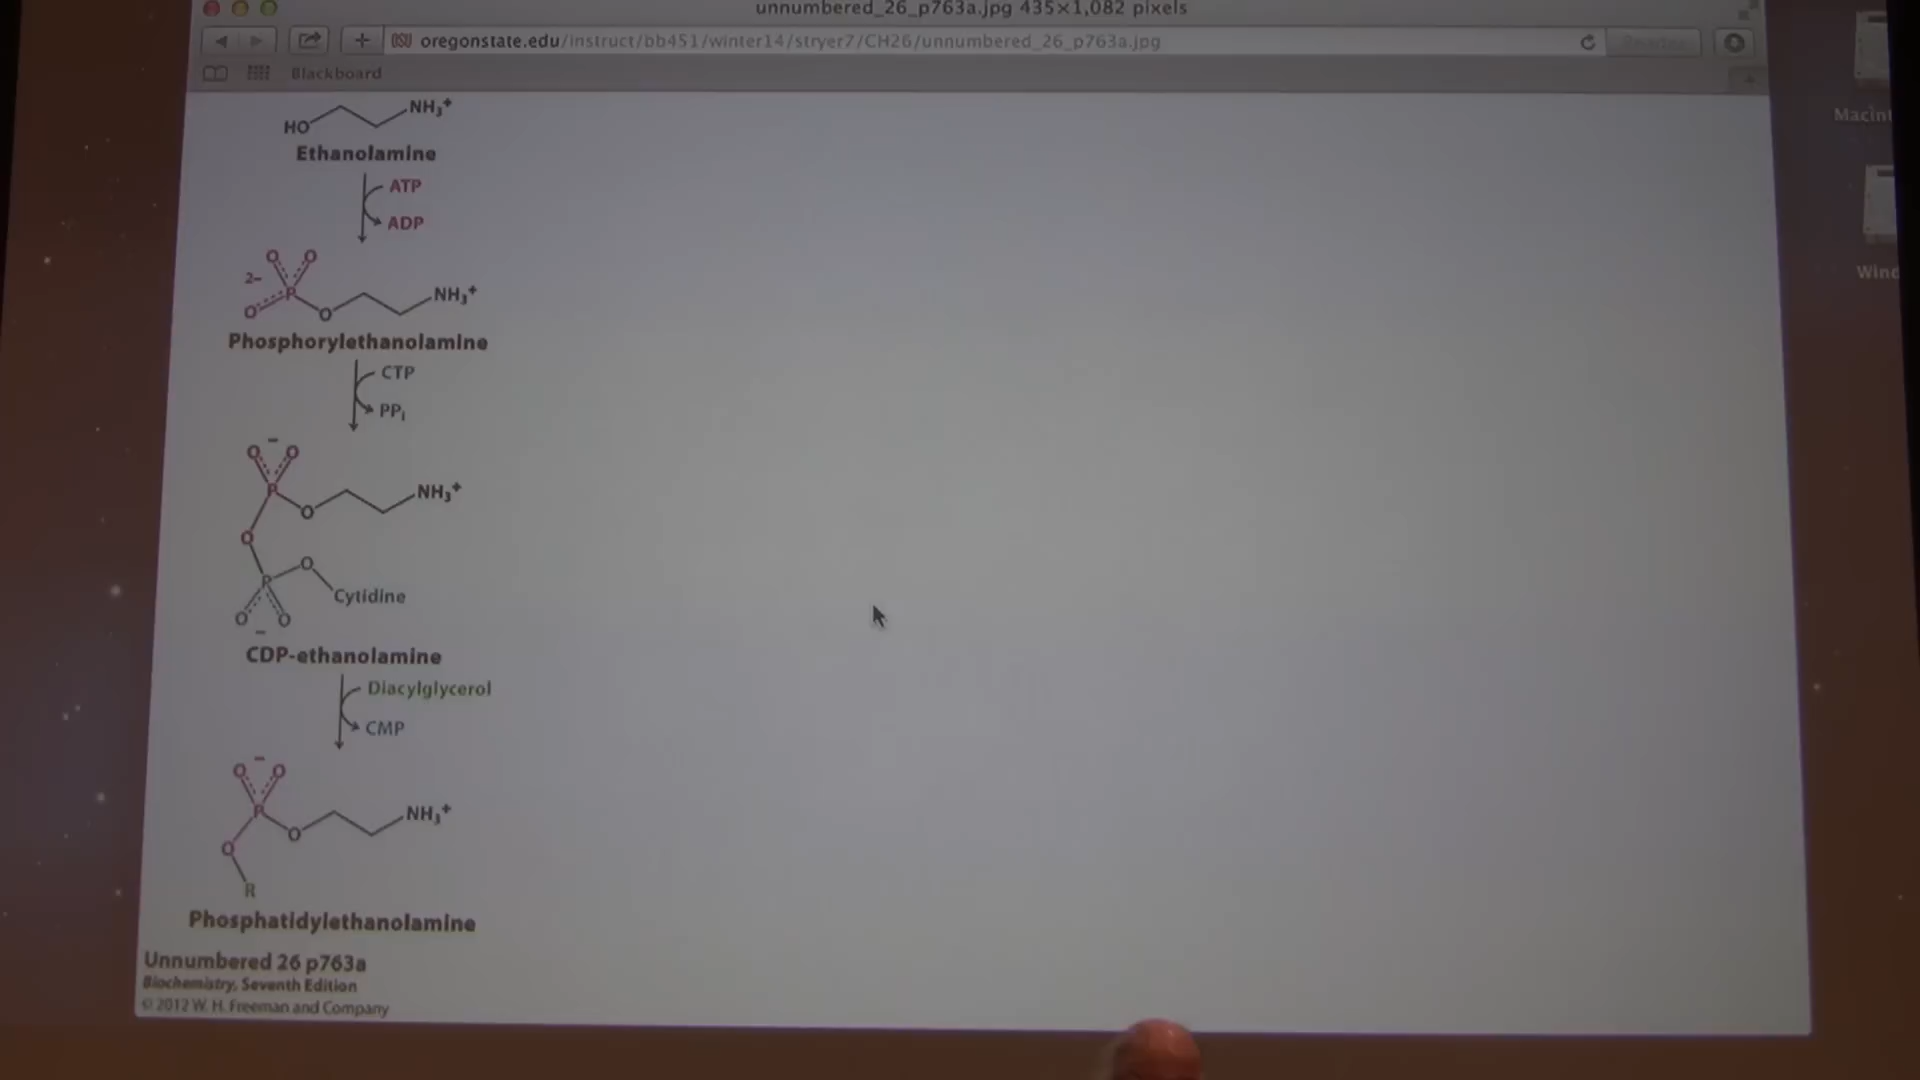 unnumbered_26_p763a.jpg 435×1,082 pixels
oregonstate.edu/instruct/bb451/winter14/stryer7/CH26/unnumbered_26_p763a.jpg
Blackboard
HO NH₃⁺
Ethanolamine
ATP
ADP
O O
2–
P
O O NH₃⁺
Phosphorylethanolamine
CTP
PPᵢ
–
O O
P O NH₃⁺
O
P O
Cytidine
O O
–
CDP-ethanolamine
Diacylglycerol
CMP
–
O O
P O NH₃⁺
O
R
Phosphatidylethanolamine
Unnumbered 26 p763a
Biochemistry, Seventh Edition
© 2012 W. H. Freeman and Company
Macint
Wind